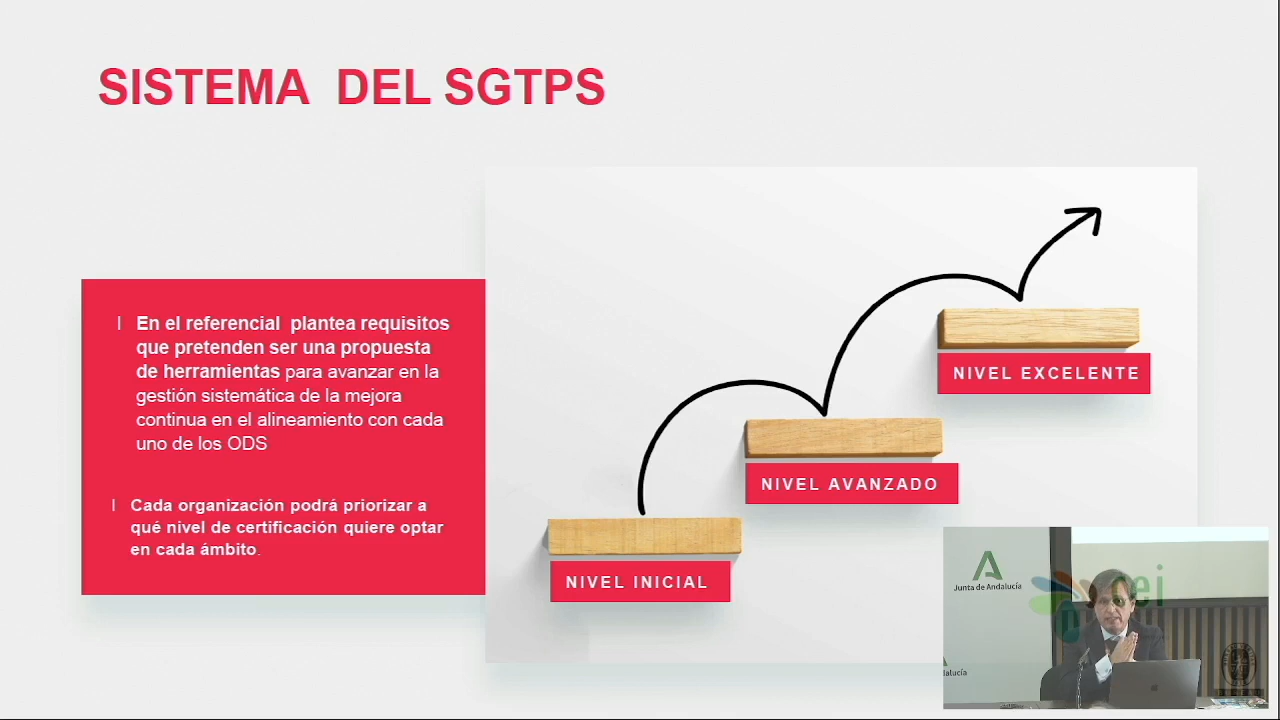 SISTEMA DEL SGTPS
l En el referencial plantea requisitos
que pretenden ser una propuesta
de herramientas para avanzar en la
gestión sistemática de la mejora
continua en el alineamiento con cada
uno de los ODS
l Cada organización podrá priorizar a
qué nivel de certificación quiere optar
en cada ámbito.
NIVEL EXCELENTE
NIVEL AVANZADO
NIVEL INICIAL
Junta de Andalucía
dalucía